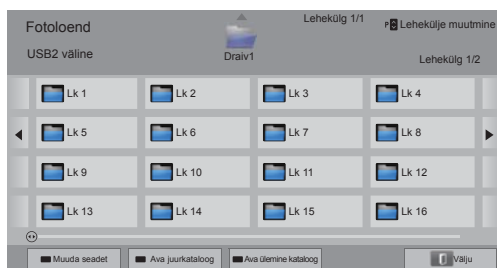 Fotoloend
USB2 väline
Draiv1
Lehekülg 1/1
P Lehekülje muutmine
Lehekülg 1/2
Lk 1 Lk 2 Lk 3 Lk 4
Lk 5 Lk 6 Lk 7 Lk 8
Lk 9 Lk 10 Lk 11 Lk 12
Lk 13 Lk 14 Lk 15 Lk 16
Muuda seadet Ava juurkataloog Ava ülemine kataloog Välju